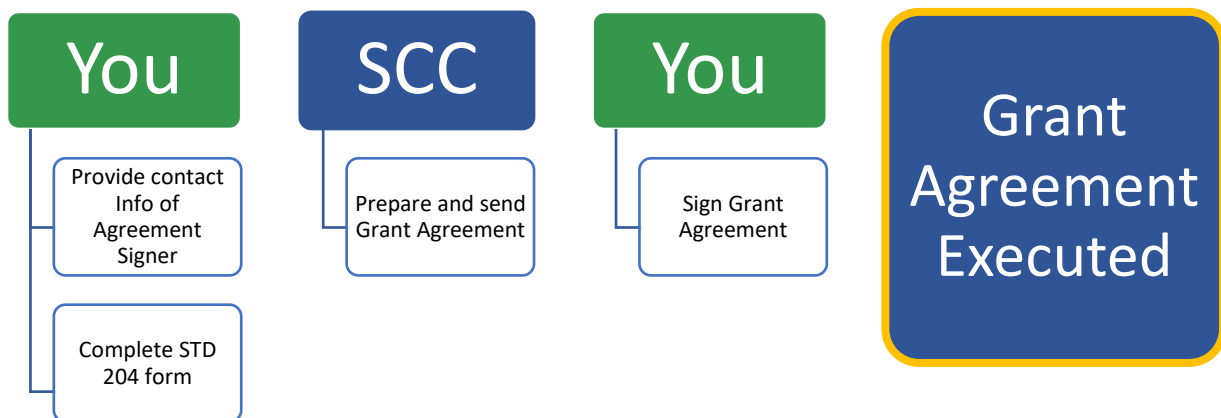 You
Provide contact
Info of
Agreement
Signer
Complete STD
204 form
SCC
Prepare and send
Grant Agreement
You
Sign Grant
Agreement
Grant
Agreement
Executed